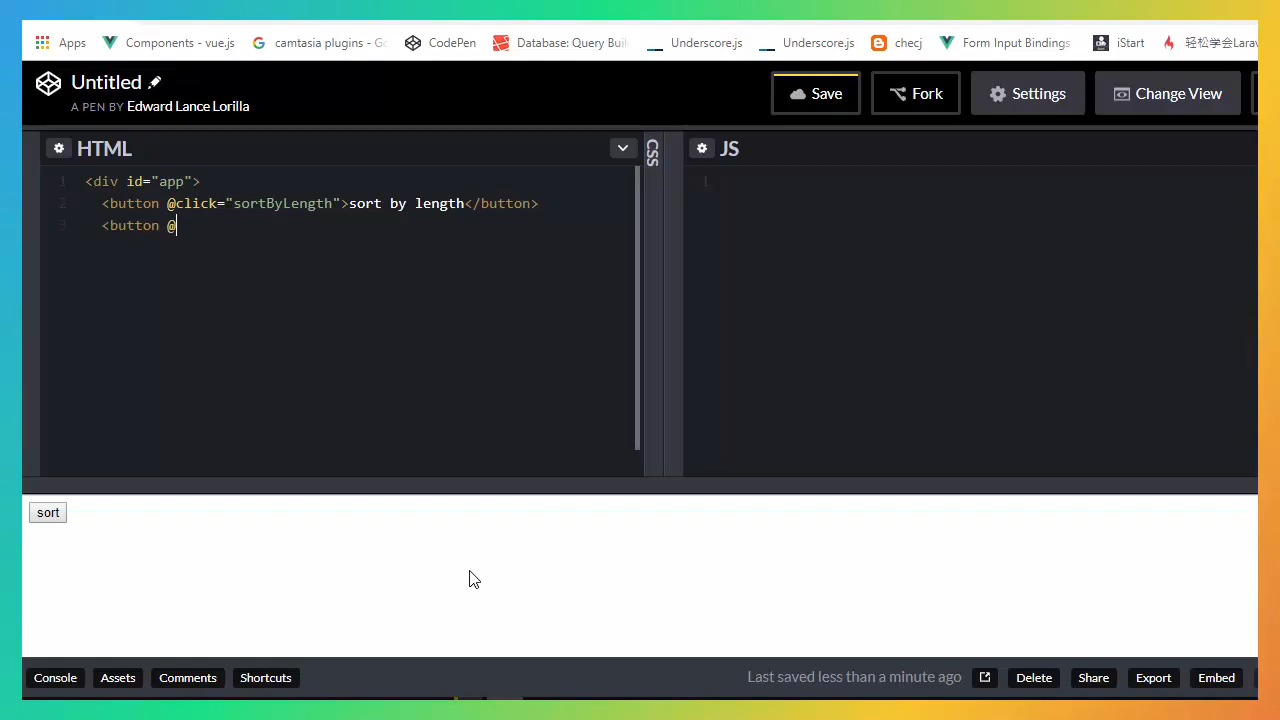 Apps Components - vue.js camtasia plugins - Go CodePen Database: Query Buil Underscore.js Underscore.js checj Form Input Bindings iStart 轻松学会Larav
Untitled
A PEN BY Edward Lance Lorilla
Save Fork Settings Change View
HTML CSS JS
1 <div id="app">
2 <button @click="sortByLength">sort by length</button>
3 <button @
1
sort
Console Assets Comments Shortcuts Last saved less than a minute ago Delete Share Export Embed